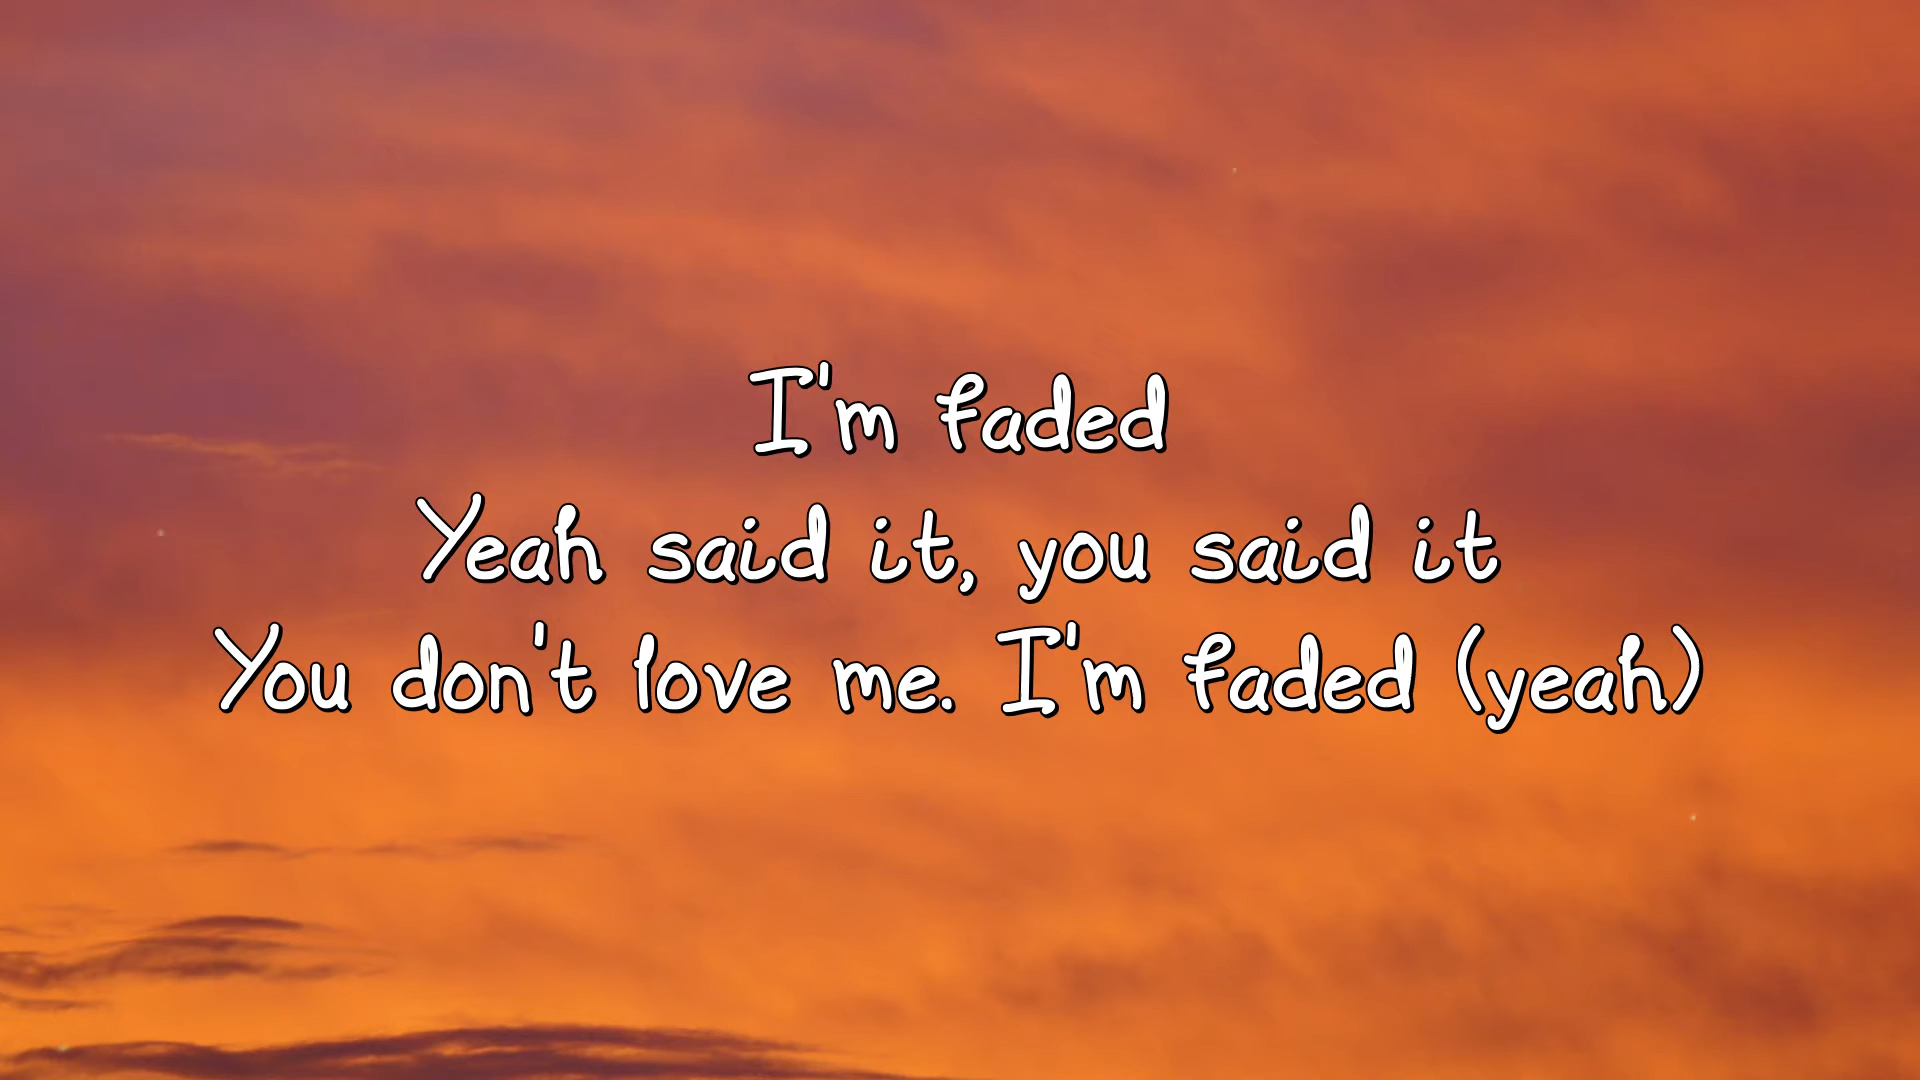 I'm faded
Yeah said it, you said it
You don't love me. I'm faded (yeah)